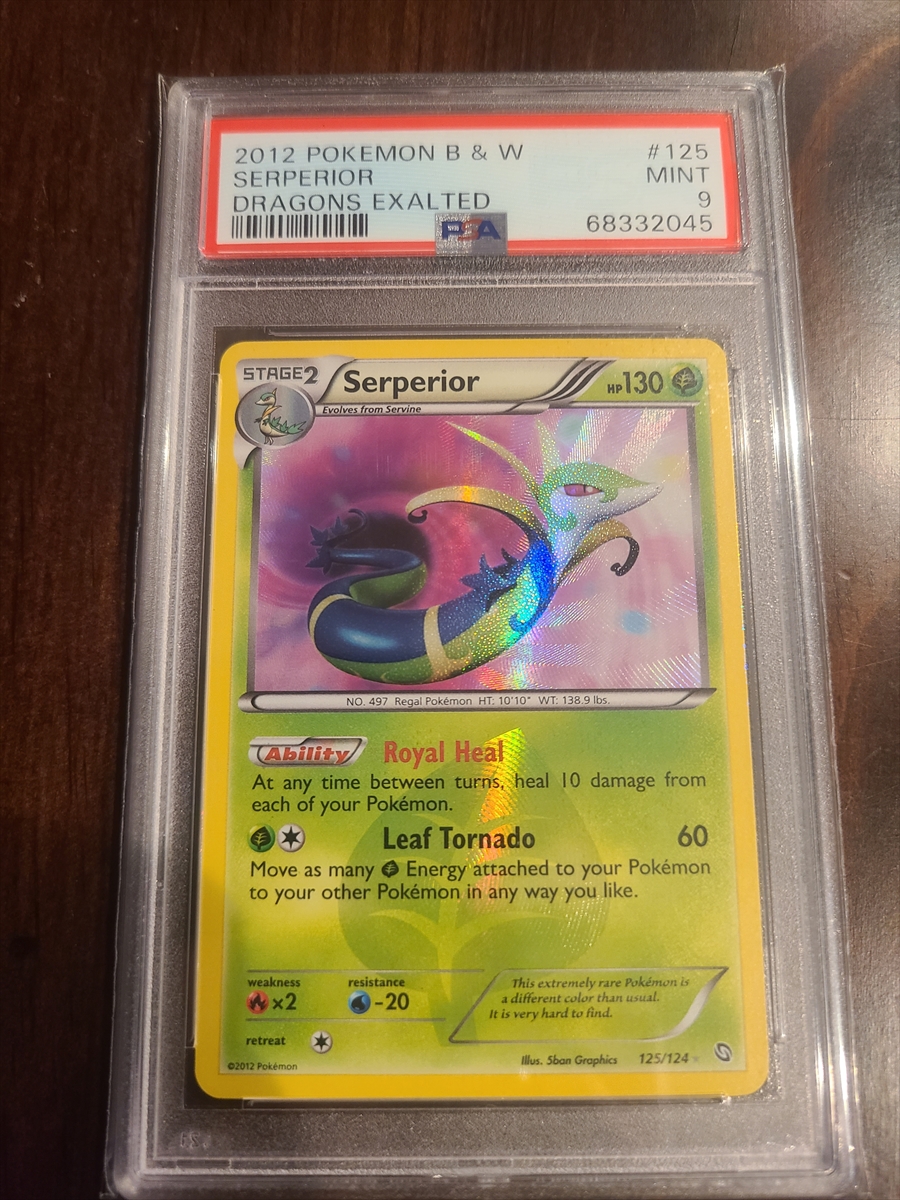 2012 POKEMON B & W #125
SERPERIOR MINT
DRAGONS EXALTED 9
PSA 68332045
STAGE2 Serperior HP130
Evolves from Servine
NO. 497 Regal Pokémon HT: 10'10" WT: 138.9 lbs.
Ability Royal Heal
At any time between turns, heal 10 damage from
each of your Pokémon.
Leaf Tornado 60
Move as many Energy attached to your Pokémon
to your other Pokémon in any way you like.
weakness resistance
×2 -20
This extremely rare Pokémon is
a different color than usual.
It is very hard to find.
retreat
Illus. 5ban Graphics 125/124
©2012 Pokémon